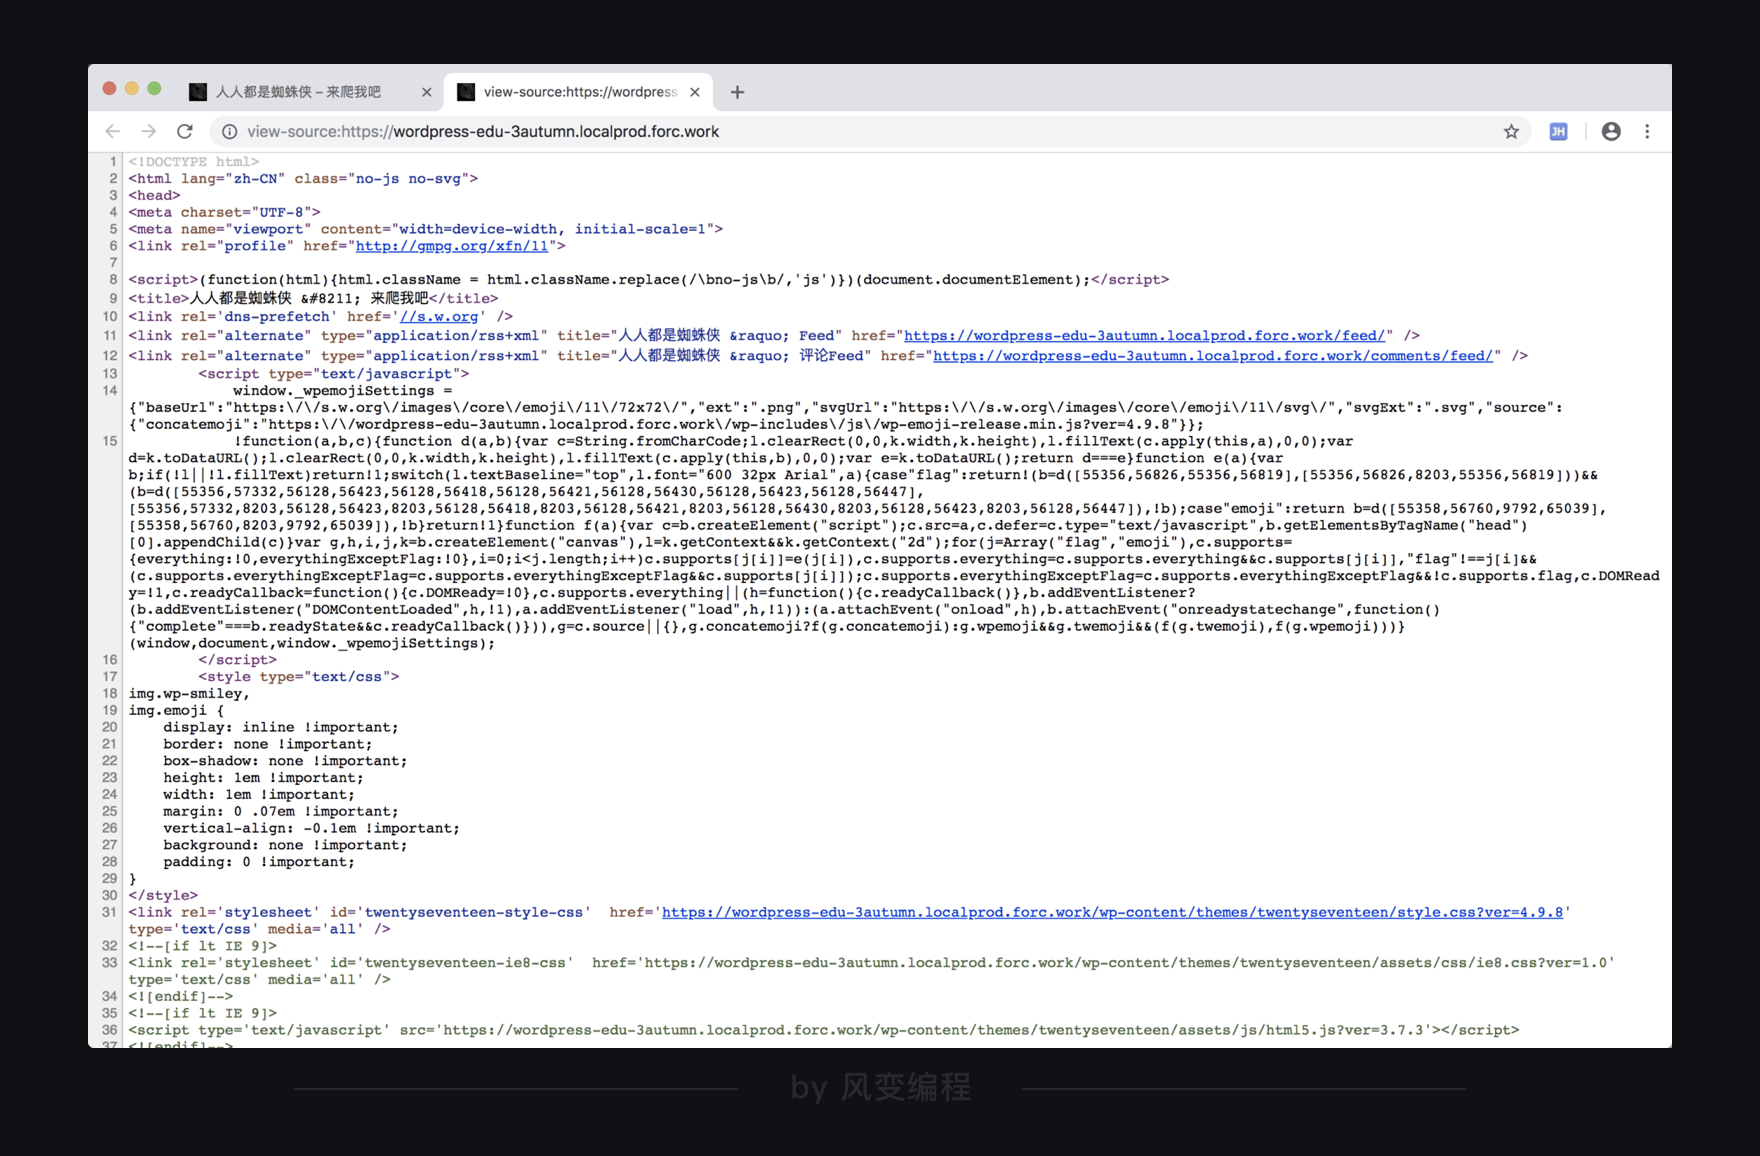 人人都是蜘蛛侠 – 来爬我吧
view-source:https://wordpress
view-source:https://wordpress-edu-3autumn.localprod.forc.work
JH
1 <!DOCTYPE html>
2 <html lang="zh-CN" class="no-js no-svg">
3 <head>
4 <meta charset="UTF-8">
5 <meta name="viewport" content="width=device-width, initial-scale=1">
6 <link rel="profile" href="http://gmpg.org/xfn/11">
7
8 <script>(function(html){html.className = html.className.replace(/\bno-js\b/,'js')})(document.documentElement);</script>
9 <title>人人都是蜘蛛侠 &#8211; 来爬我吧</title>
10 <link rel='dns-prefetch' href='//s.w.org' />
11 <link rel="alternate" type="application/rss+xml" title="人人都是蜘蛛侠 &raquo; Feed" href="https://wordpress-edu-3autumn.localprod.forc.work/feed/" />
12 <link rel="alternate" type="application/rss+xml" title="人人都是蜘蛛侠 &raquo; 评论Feed" href="https://wordpress-edu-3autumn.localprod.forc.work/comments/feed/" />
13 <script type="text/javascript">
14 window._wpemojiSettings =
{"baseUrl":"https:\/\/s.w.org\/images\/core\/emoji\/11\/72x72\/","ext":".png","svgUrl":"https:\/\/s.w.org\/images\/core\/emoji\/11\/svg\/","svgExt":".svg","source":
{"concatemoji":"https:\/\/wordpress-edu-3autumn.localprod.forc.work\/wp-includes\/js\/wp-emoji-release.min.js?ver=4.9.8"}};
15 !function(a,b,c){function d(a,b){var c=String.fromCharCode;l.clearRect(0,0,k.width,k.height),l.fillText(c.apply(this,a),0,0);var
d=k.toDataURL();l.clearRect(0,0,k.width,k.height),l.fillText(c.apply(this,b),0,0);var e=k.toDataURL();return d===e}function e(a){var
b;if(!l||!l.fillText)return!1;switch(l.textBaseline="top",l.font="600 32px Arial",a){case"flag":return!(b=d([55356,56826,55356,56819],[55356,56826,8203,55356,56819]))&&
(b=d([55356,57332,56128,56423,56128,56418,56128,56421,56128,56430,56128,56423,56128,56447],
[55356,57332,8203,56128,56423,8203,56128,56418,8203,56128,56421,8203,56128,56430,8203,56128,56423,8203,56128,56447]),!b);case"emoji":return b=d([55358,56760,9792,65039],
[55358,56760,8203,9792,65039]),!b}return!1}function f(a){var c=b.createElement("script");c.src=a,c.defer=c.type="text/javascript",b.getElementsByTagName("head")
[0].appendChild(c)}var g,h,i,j,k=b.createElement("canvas"),l=k.getContext&&k.getContext("2d");for(j=Array("flag","emoji"),c.supports=
{everything:!0,everythingExceptFlag:!0},i=0;i<j.length;i++)c.supports[j[i]]=e(j[i]),c.supports.everything=c.supports.everything&&c.supports[j[i]],"flag"!==j[i]&&
(c.supports.everythingExceptFlag=c.supports.everythingExceptFlag&&c.supports[j[i]]);c.supports.everythingExceptFlag=c.supports.everythingExceptFlag&&!c.supports.flag,c.DOMRead
y=!1,c.readyCallback=function(){c.DOMReady=!0},c.supports.everything||(h=function(){c.readyCallback()},b.addEventListener?
(b.addEventListener("DOMContentLoaded",h,!1),a.addEventListener("load",h,!1)):(a.attachEvent("onload",h),b.attachEvent("onreadystatechange",function()
{"complete"===b.readyState&&c.readyCallback()})),g=c.source||{},g.concatemoji?f(g.concatemoji):g.wpemoji&&g.twemoji&&(f(g.twemoji),f(g.wpemoji)))}
(window,document,window._wpemojiSettings);
16 </script>
17 <style type="text/css">
18 img.wp-smiley,
19 img.emoji {
20 display: inline !important;
21 border: none !important;
22 box-shadow: none !important;
23 height: 1em !important;
24 width: 1em !important;
25 margin: 0 .07em !important;
26 vertical-align: -0.1em !important;
27 background: none !important;
28 padding: 0 !important;
29 }
30 </style>
31 <link rel='stylesheet' id='twentyseventeen-style-css'  href='https://wordpress-edu-3autumn.localprod.forc.work/wp-content/themes/twentyseventeen/style.css?ver=4.9.8'
type='text/css' media='all' />
32 <!--[if lt IE 9]>
33 <link rel='stylesheet' id='twentyseventeen-ie8-css'  href='https://wordpress-edu-3autumn.localprod.forc.work/wp-content/themes/twentyseventeen/assets/css/ie8.css?ver=1.0'
type='text/css' media='all' />
34 <![endif]-->
35 <!--[if lt IE 9]>
36 <script type='text/javascript' src='https://wordpress-edu-3autumn.localprod.forc.work/wp-content/themes/twentyseventeen/assets/js/html5.js?ver=3.7.3'></script>
37 <![endif]-->
by 风变编程